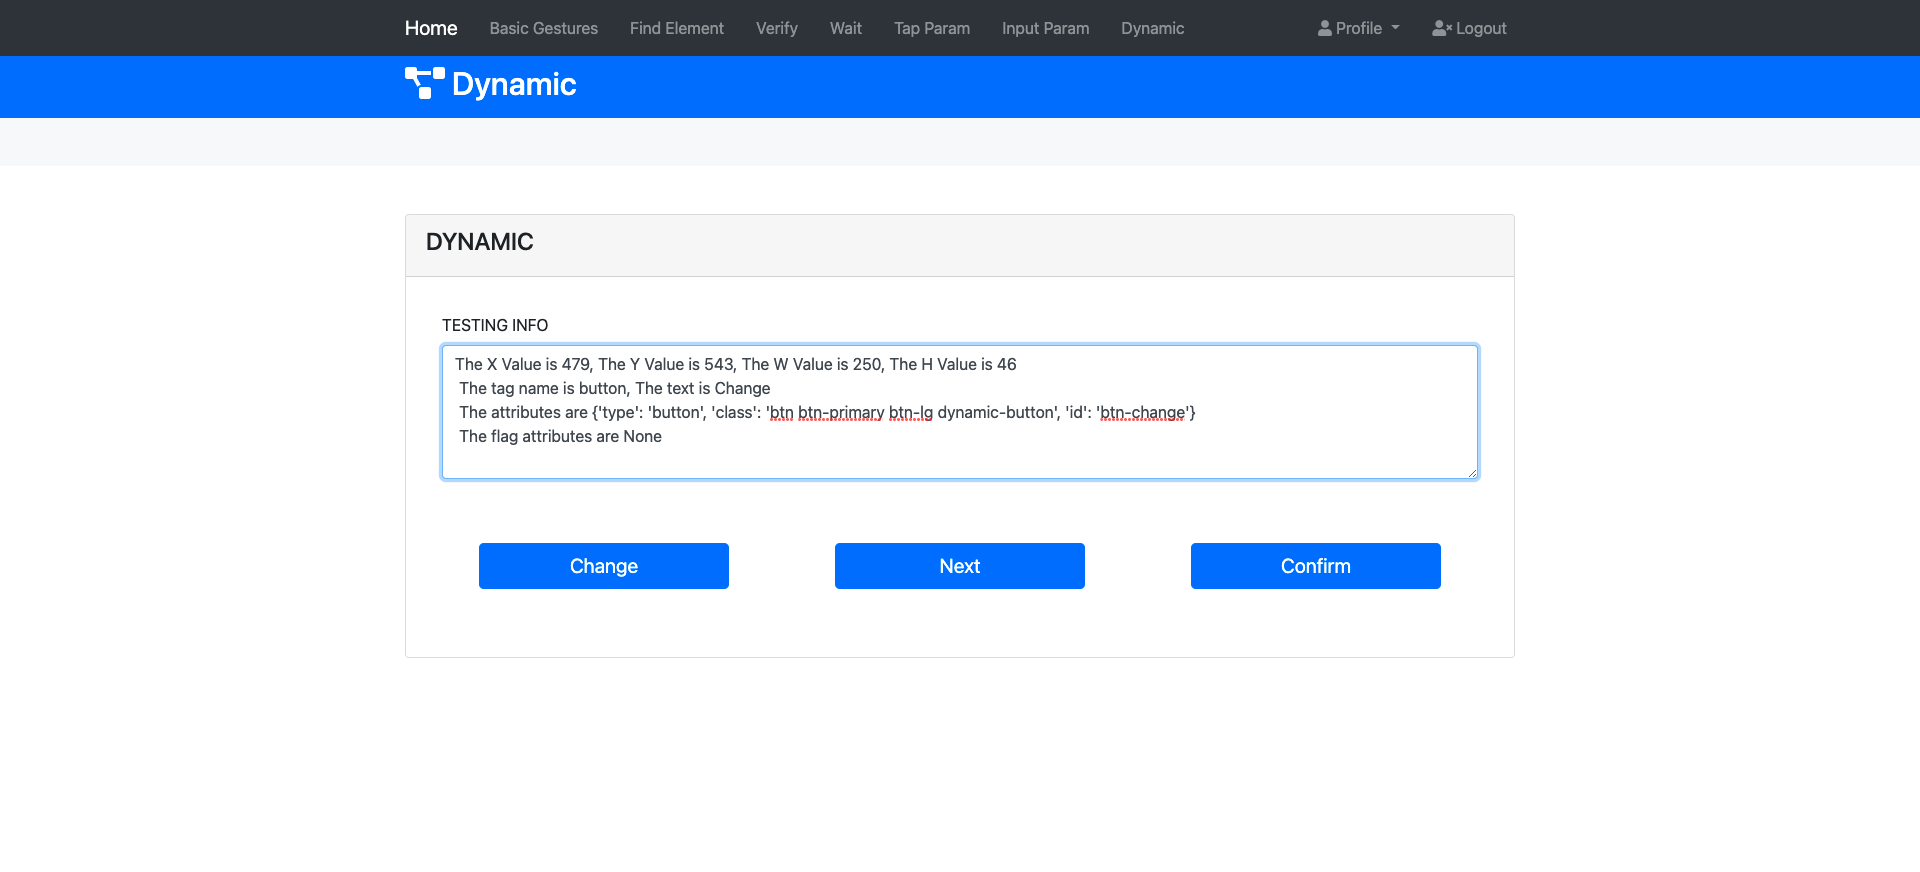 Home Basic Gestures Find Element Verify Wait Tap Param Input Param Dynamic Profile Logout
Dynamic
DYNAMIC
TESTING INFO
The X Value is 479, The Y Value is 543, The W Value is 250, The H Value is 46
The tag name is button, The text is Change
The attributes are {'type': 'button', 'class': 'btn btn-primary btn-lg dynamic-button', 'id': 'btn-change'}
The flag attributes are None
Change Next Confirm